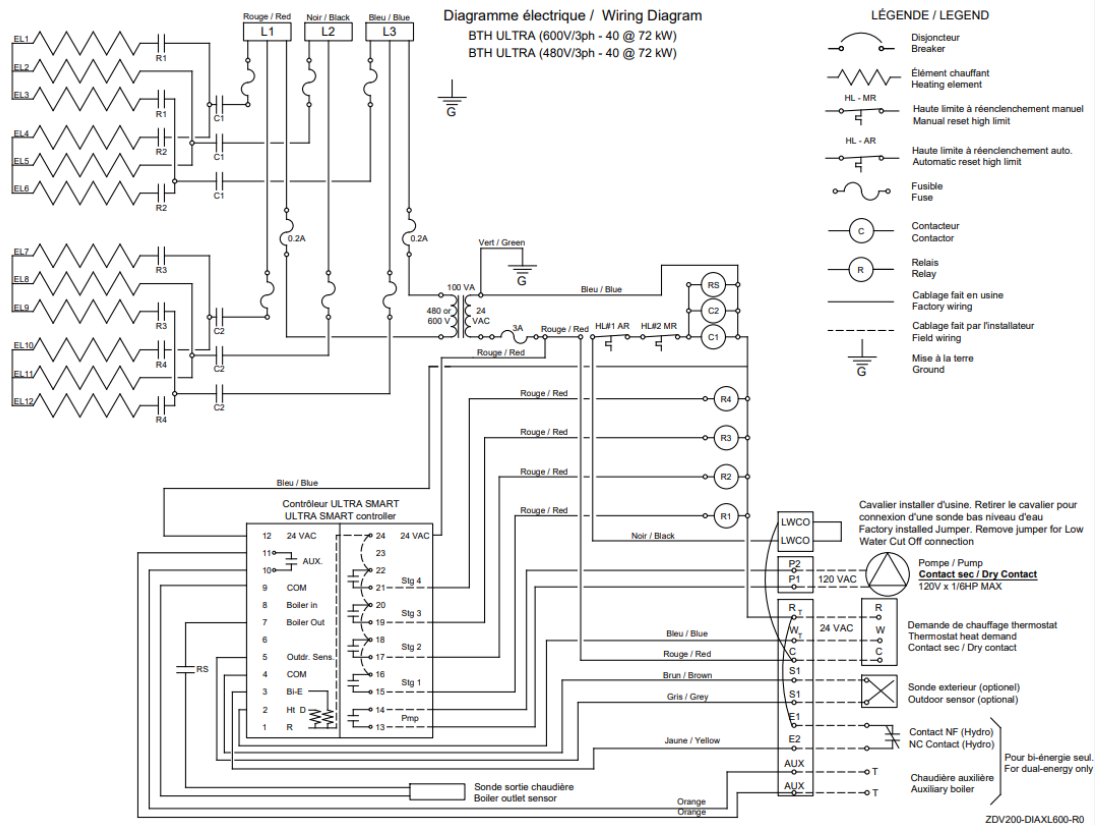 Diagramme électrique / Wiring Diagram
BTH ULTRA (600V/3ph - 40 @ 72 kW)
BTH ULTRA (480V/3ph - 40 @ 72 kW)
Rouge / Red
Noir / Black
Bleu / Blue
L1
L2
L3
EL1
R1
EL2
EL3
R1
C1
EL4
R2
C1
EL5
EL6
R2
C1
G
0.2A
0.2A
EL7
R3
EL8
EL9
R3
C2
EL10
R4
C2
EL11
EL12
R4
C2
Vert / Green
G
100 VA
480 or
600 V
24
VAC
3A
Bleu / Blue
Rouge / Red
HL#1 AR
HL#2 MR
RS
C2
C1
Rouge / Red
Rouge / Red
R4
Rouge / Red
R3
Rouge / Red
R2
Rouge / Red
R1
Noir / Black
Bleu / Blue
LÉGENDE / LEGEND
Disjoncteur
Breaker
Élément chauffant
Heating element
HL - MR
Haute limite à réenclenchement manuel
Manual reset high limit
HL - AR
Haute limite à réenclenchement auto.
Automatic reset high limit
Fusible
Fuse
C
Contacteur
Contactor
R
Relais
Relay
Cablage fait en usine
Factory wiring
Cablage fait par l'installateur
Field wiring
G
Mise à la terre
Ground
Contrôleur ULTRA SMART
ULTRA SMART controller
12 24 VAC
11
AUX.
10
9 COM
8 Boiler in
7 Boiler Out
6
5 Outdr. Sens.
4 COM
3 Bi-E
2 Ht D
1 R
24 24 VAC
23
22
21 Stg 4
20
19 Stg 3
18
17 Stg 2
16
15 Stg 1
14
13 Pmp
RS
Sonde sortie chaudière
Boiler outlet sensor
Bleu / Blue
Rouge / Red
Brun / Brown
Gris / Grey
Jaune / Yellow
Orange
Orange
LWCO
LWCO
Cavalier installer d'usine. Retirer le cavalier pour
connexion d'une sonde bas niveau d'eau
Factory installed Jumper. Remove jumper for Low
Water Cut Off connection
P2
P1
120 VAC
Pompe / Pump
Contact sec / Dry Contact
120V x 1/6HP MAX
R T
W T
C
24 VAC
R
W
C
Demande de chauffage thermostat
Thermostat heat demand
Contact sec / Dry contact
S1
S1
Sonde exterieur (optionel)
Outdoor sensor (optional)
E1
E2
Contact NF (Hydro)
NC Contact (Hydro)
AUX
AUX
T
T
Chaudière auxilière
Auxiliary boiler
Pour bi-énergie seul.
For dual-energy only
ZDV200-DIAXL600-R0